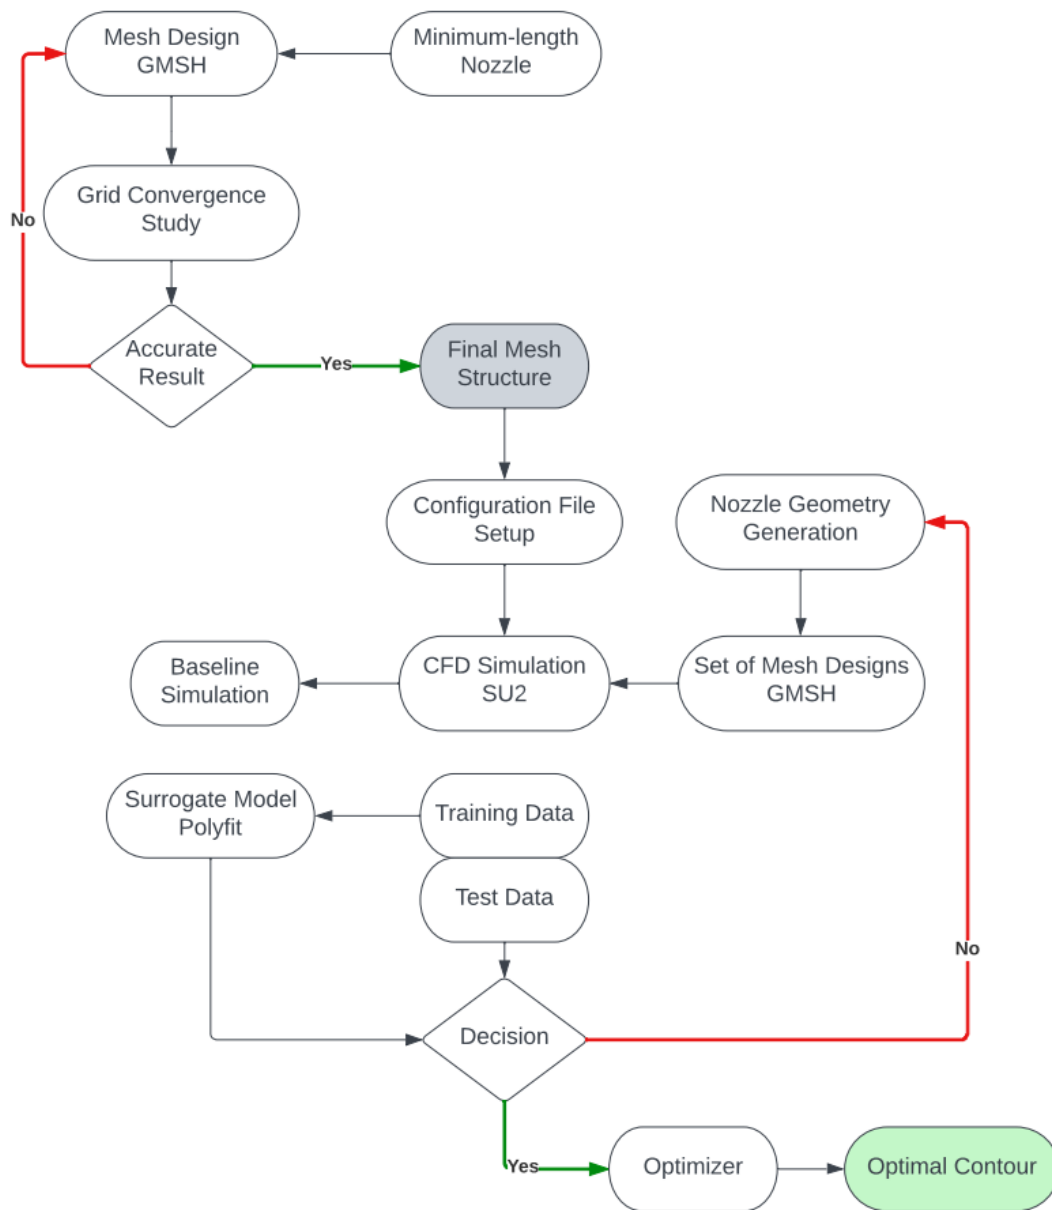 Mesh Design
GMSH
Minimum-length
Nozzle
Grid Convergence
Study
No
Accurate
Result
Yes
Final Mesh
Structure
Configuration File
Setup
Nozzle Geometry
Generation
Baseline
Simulation
CFD Simulation
SU2
Set of Mesh Designs
GMSH
Surrogate Model
Polyfit
Training Data
Test Data
No
Decision
Yes
Optimizer
Optimal Contour